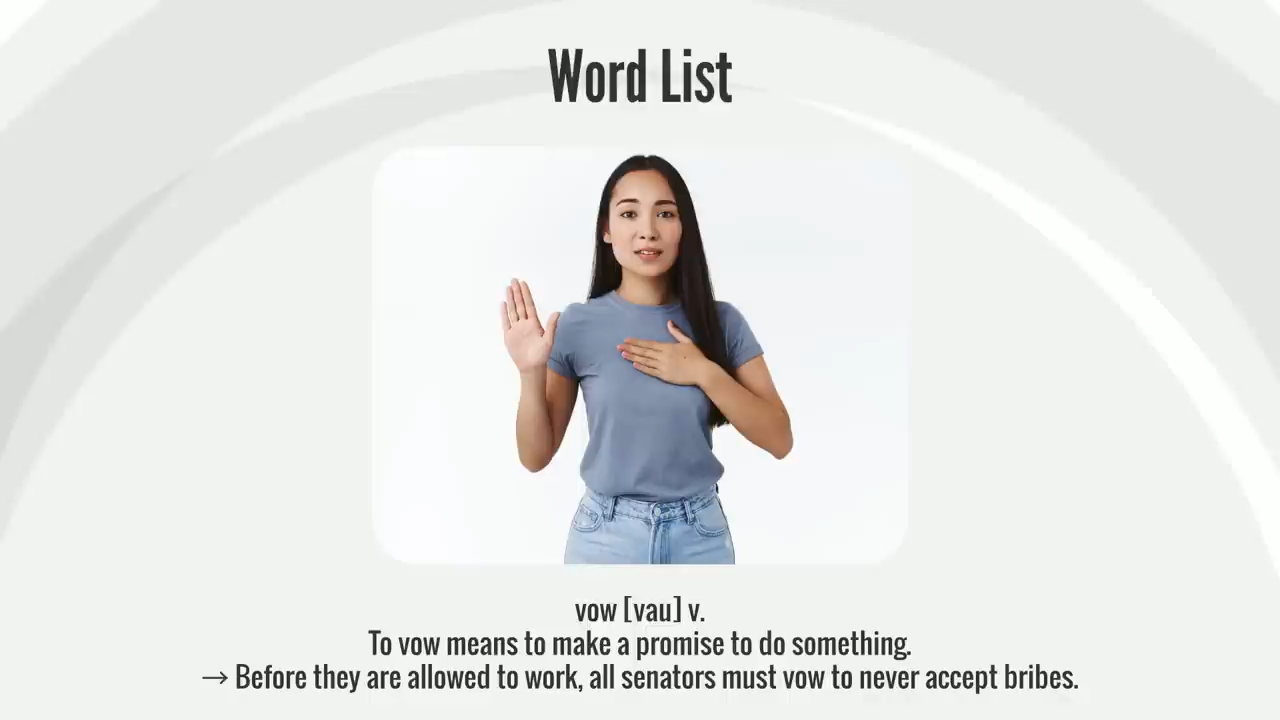 Word List
vow [vau] v.
To vow means to make a promise to do something.
→ Before they are allowed to work, all senators must vow to never accept bribes.